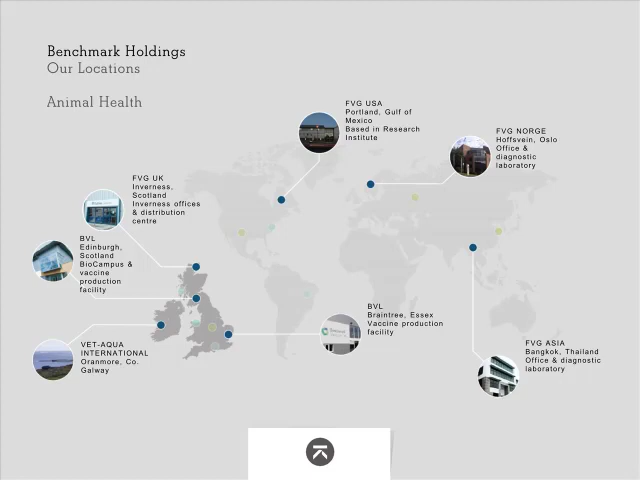 Benchmark Holdings
Our Locations
Animal Health
FVG USA
Portland, Gulf of
Mexico
Based in Research
Institute
FVG NORGE
Hoffsvein, Oslo
Office &
diagnostic
laboratory
FVG UK
Inverness,
Scotland
Inverness offices
& distribution
centre
BVL
Edinburgh,
Scotland
BioCampus &
vaccine
production
facility
BVL
Braintree, Essex
Vaccine production
facility
VET-AQUA
INTERNATIONAL
Oranmore, Co.
Galway
FVG ASIA
Bangkok, Thailand
Office & diagnostic
laboratory